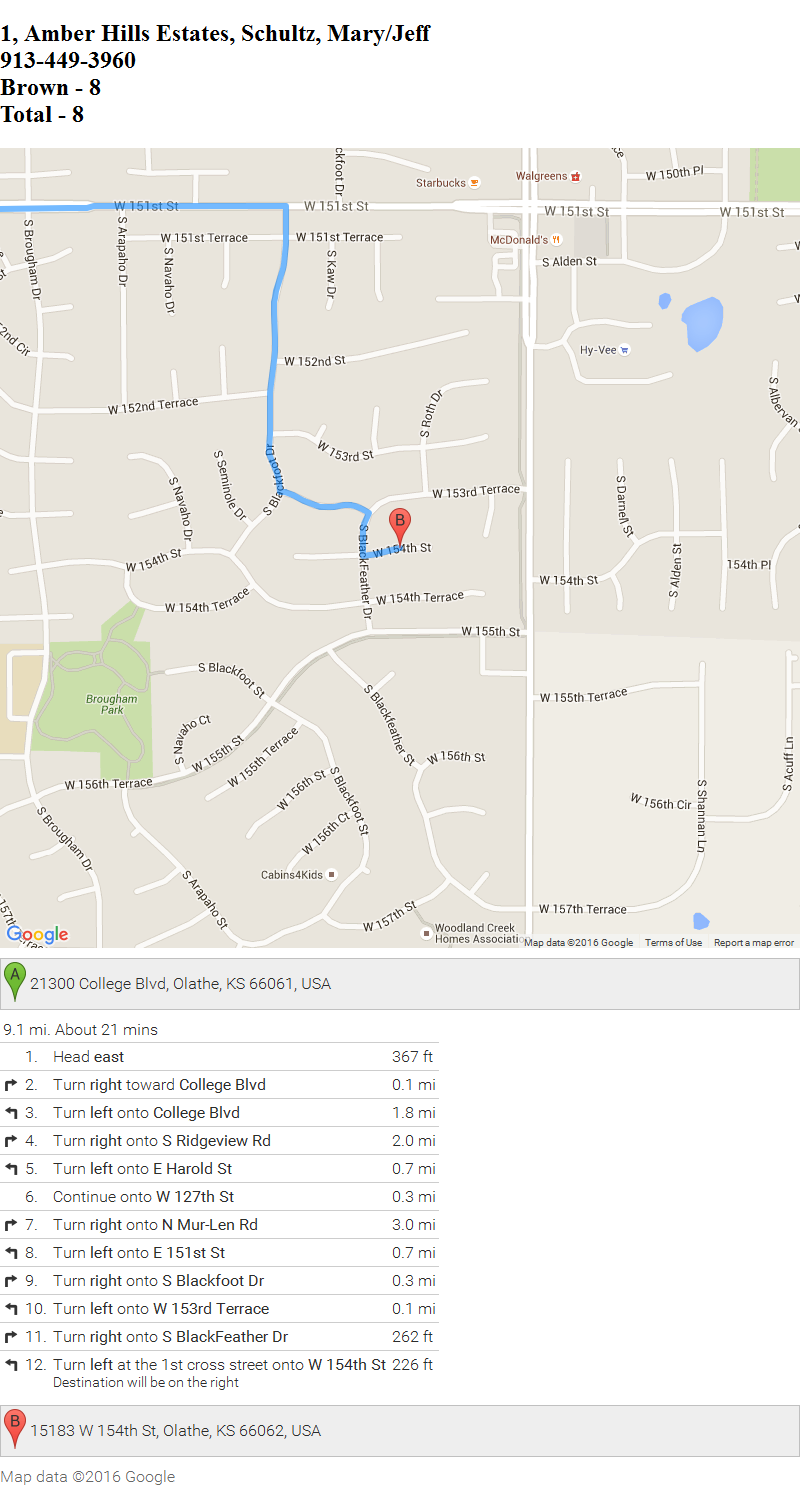 1, Amber Hills Estates, Schultz, Mary/Jeff
913-449-3960
Brown - 8
Total - 8
ckfoot Dr
Starbucks
Walgreens
W 150th Pl
W 151st St
W 151st St
W 151st St
W 151st St
S Brougham Dr
S Arapaho Dr
W 151st Terrace
W 151st Terrace
McDonald's
S Navaho Dr
S Kaw Dr
S Alden St
2nd Cir
W 152nd St
Hy-Vee
W 152nd Terrace
S Roth Dr
S Albervan
W 153rd St
S Seminole Dr
S Navaho Dr
S Bla
ckfoot Dr
W 153rd Terrace
S Darnell St
B
W 154th St
S BlackFeather Dr
W 154th St
W 154th St
S Alden St
154th Pl
W 154th Terrace
W 154th Terrace
W 155th St
S Blackfoot St
S Blackfeather St
W 155th Terrace
Brougham
Park
S Navaho Ct
W 155th St
W 155th Terrace
W 156th St
S Acuff Ln
W 156th Terrace
W 156th St
S Blackfoot St
W 156th Cir
S Shannan Ln
S Brougham Dr
W 156th Ct
Cabins4Kids
S Arapaho St
W 157th St
W 157th Terrace
157th
Woodland Creek
Homes Associatio
Google
Map data ©2016 Google Terms of Use Report a map error
A 21300 College Blvd, Olathe, KS 66061, USA
9.1 mi. About 21 mins
1. Head east 367 ft
2. Turn right toward College Blvd 0.1 mi
3. Turn left onto College Blvd 1.8 mi
4. Turn right onto S Ridgeview Rd 2.0 mi
5. Turn left onto E Harold St 0.7 mi
6. Continue onto W 127th St 0.3 mi
7. Turn right onto N Mur-Len Rd 3.0 mi
8. Turn left onto E 151st St 0.7 mi
9. Turn right onto S Blackfoot Dr 0.3 mi
10. Turn left onto W 153rd Terrace 0.1 mi
11. Turn right onto S BlackFeather Dr 262 ft
12. Turn left at the 1st cross street onto W 154th St 226 ft
Destination will be on the right
B 15183 W 154th St, Olathe, KS 66062, USA
Map data ©2016 Google